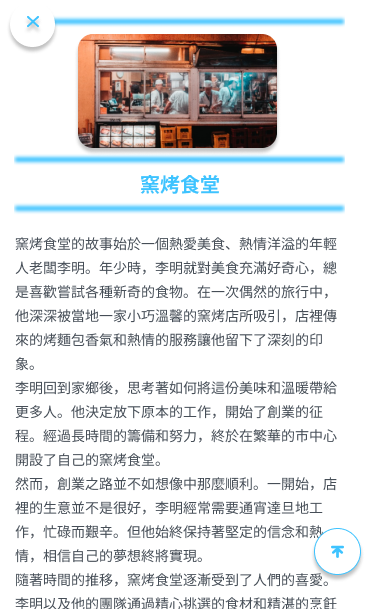 窯烤食堂
窯烤食堂的故事始於一個熱愛美食、熱情洋溢的年輕
人老闆李明。年少時，李明就對美食充滿好奇心，總
是喜歡嘗試各種新奇的食物。在一次偶然的旅行中，
他深深被當地一家小巧溫馨的窯烤店所吸引，店裡傳
來的烤麵包香氣和熱情的服務讓他留下了深刻的印
象。
李明回到家鄉後，思考著如何將這份美味和溫暖帶給
更多人。他決定放下原本的工作，開始了創業的征
程。經過長時間的籌備和努力，終於在繁華的市中心
開設了自己的窯烤食堂。
然而，創業之路並不如想像中那麼順利。一開始，店
裡的生意並不是很好，李明經常需要通宵達旦地工
作，忙碌而艱辛。但他始終保持著堅定的信念和熱
情，相信自己的夢想終將實現。
隨著時間的推移，窯烤食堂逐漸受到了人們的喜愛。
李明以及他的團隊通過精心挑選的食材和精湛的烹飪